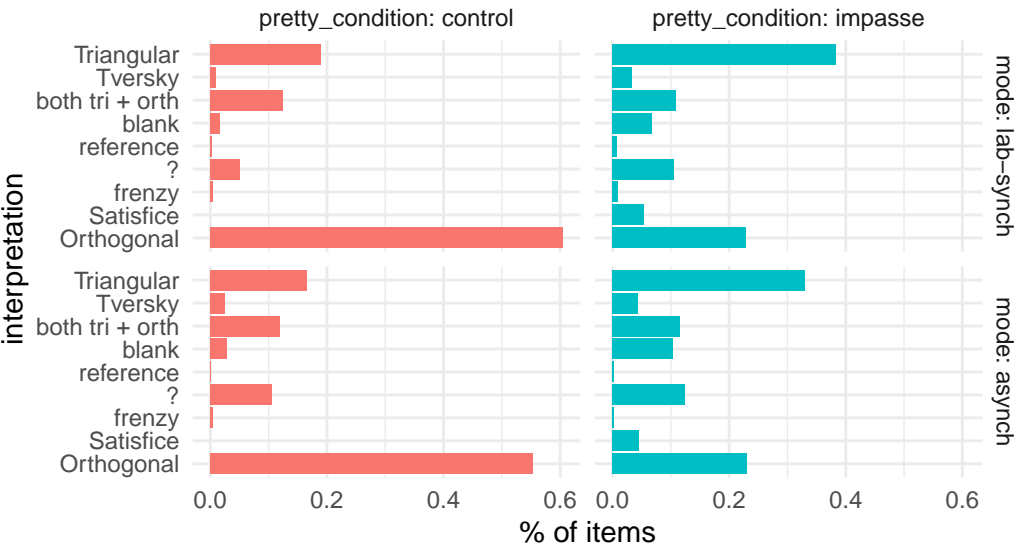 pretty_condition: control
pretty_condition: impasse
interpretation
Triangular
Tversky
both tri + orth
blank
reference
?
frenzy
Satisfice
Orthogonal
mode: lab−synch
Triangular
Tversky
both tri + orth
blank
reference
?
frenzy
Satisfice
Orthogonal
mode: asynch
0.0 0.2 0.4 0.6 0.0 0.2 0.4 0.6
% of items